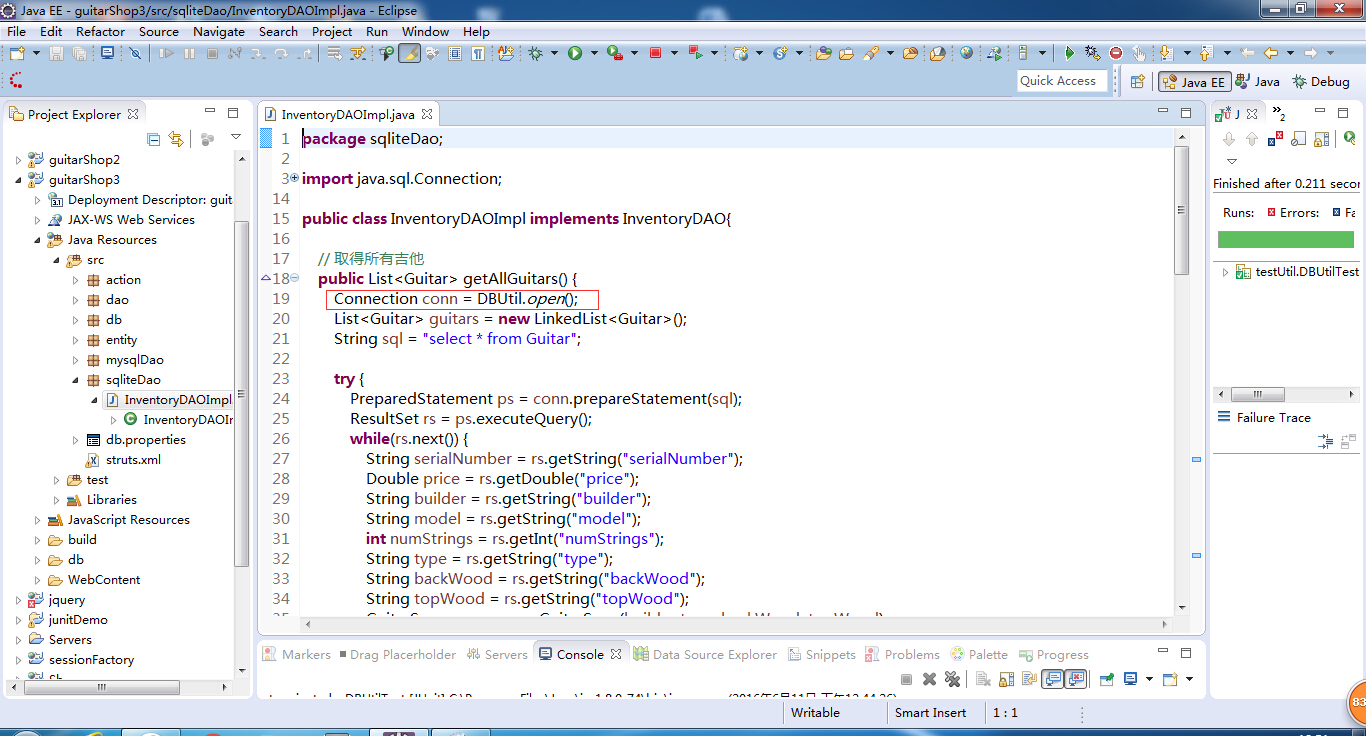 Java EE - guitarShop3/src/sqliteDao/InventoryDAOImpl.java - Eclipse
File Edit Refactor Source Navigate Search Project Run Window Help
Quick Access
Java EE
Java
Debug
Project Explorer
guitarShop2
guitarShop3
Deployment Descriptor: guit
JAX-WS Web Services
Java Resources
src
action
dao
db
entity
mysqlDao
sqliteDao
InventoryDAOImpl
InventoryDAOIr
db.properties
struts.xml
test
Libraries
JavaScript Resources
build
db
WebContent
jquery
junitDemo
Servers
sessionFactory
InventoryDAOImpl.java
1 package sqliteDao;
2
3 import java.sql.Connection;
14
15 public class InventoryDAOImpl implements InventoryDAO{
16
17 // 取得所有吉他
18 public List<Guitar> getAllGuitars() {
19 Connection conn = DBUtil.open();
20 List<Guitar> guitars = new LinkedList<Guitar>();
21 String sql = "select * from Guitar";
22
23 try {
24 PreparedStatement ps = conn.prepareStatement(sql);
25 ResultSet rs = ps.executeQuery();
26 while(rs.next()) {
27 String serialNumber = rs.getString("serialNumber");
28 Double price = rs.getDouble("price");
29 String builder = rs.getString("builder");
30 String model = rs.getString("model");
31 int numStrings = rs.getInt("numStrings");
32 String type = rs.getString("type");
33 String backWood = rs.getString("backWood");
34 String topWood = rs.getString("topWood");
J
2
Finished after 0.211 secor
Runs: Errors: Fa
testUtil.DBUtilTest
Failure Trace
Markers Drag Placeholder Servers Console Data Source Explorer Snippets Problems Palette Progress
Writable
Smart Insert
1 : 1
83